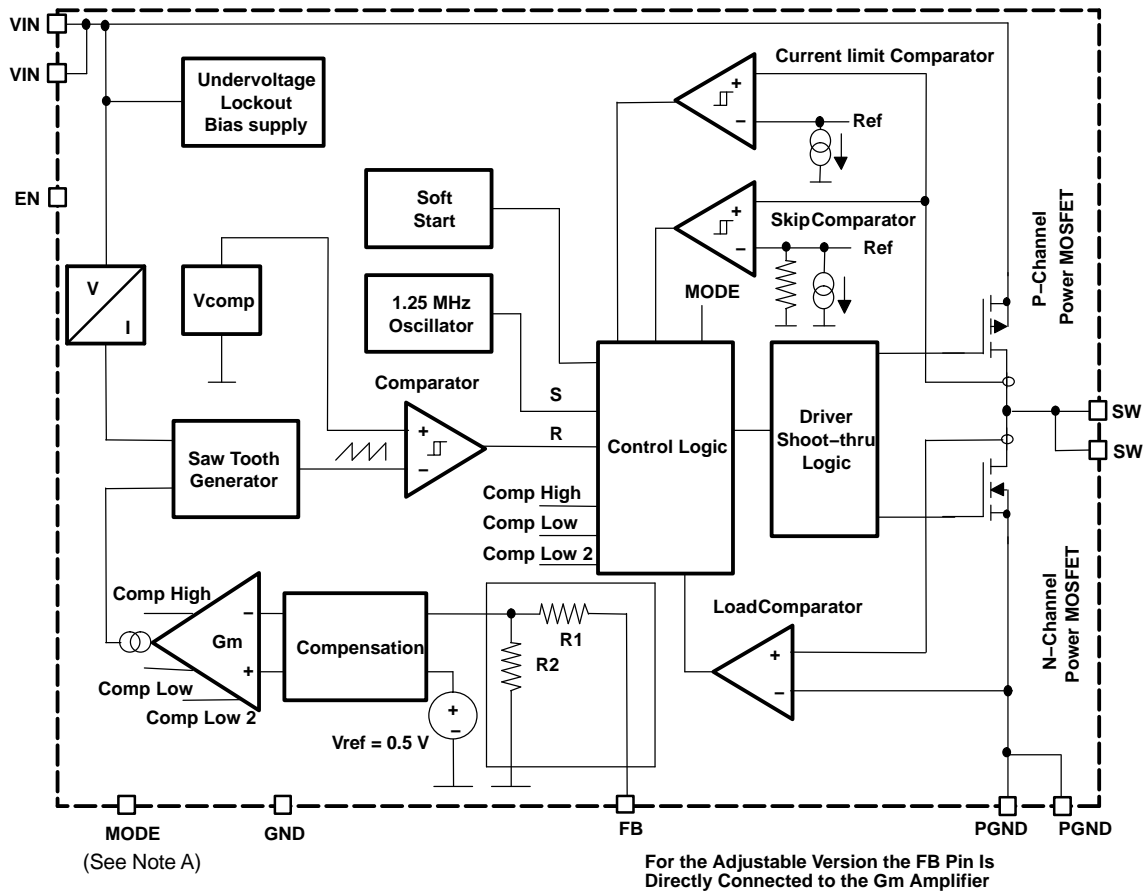 VIN
VIN
EN
Undervoltage
Lockout
Bias supply
Current limit Comparator
+
−
Ref
Soft
Start
Skip Comparator
+
−
Ref
P−Channel
Power MOSFET
V
I
Vcomp
1.25 MHz
Oscillator
MODE
Comparator
S
R
+
−
Saw Tooth
Generator
Control Logic
Driver
Shoot−thru
Logic
SW
SW
Comp High
Comp Low
Comp Low 2
Comp High
−
Gm
+
Comp Low
Comp Low 2
Compensation
R1
R2
+
−
Vref = 0.5 V
Load Comparator
+
−
N−Channel
Power MOSFET
MODE
(See Note A)
GND
FB
PGND
PGND
For the Adjustable Version the FB Pin Is
Directly Connected to the Gm Amplifier